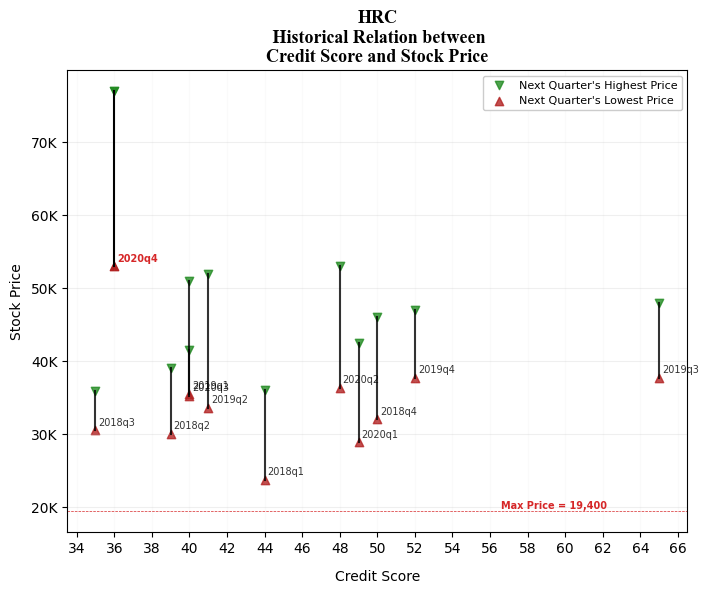 HRC
Historical Relation between
Credit Score and Stock Price
Next Quarter's Highest Price
Next Quarter's Lowest Price
70K
60K
50K
40K
30K
20K
Stock Price
2020q4
2018q3
2018q2
2019q1
2020q3
2019q2
2018q1
2020q2
2020q1
2018q4
2019q4
2019q3
Max Price = 19,400
34 36 38 40 42 44 46 48 50 52 54 56 58 60 62 64 66
Credit Score